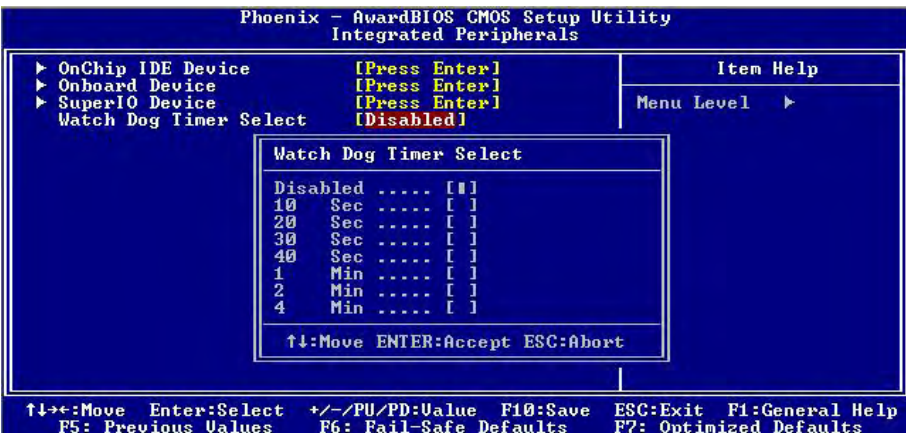 Phoenix - AwardBIOS CMOS Setup Utility
Integrated Peripherals
► OnChip IDE Device [Press Enter]
► Onboard Device [Press Enter]
► SuperIO Device [Press Enter]
Watch Dog Timer Select [Disabled]
Item Help
Menu Level ►
Watch Dog Timer Select
Disabled ..... [■]
10 Sec ..... [ ]
20 Sec ..... [ ]
30 Sec ..... [ ]
40 Sec ..... [ ]
1 Min ..... [ ]
2 Min ..... [ ]
4 Min ..... [ ]
↑↓:Move ENTER:Accept ESC:Abort
↑↓→←:Move Enter:Select +/-/PU/PD:Value F10:Save ESC:Exit F1:General Help
F5: Previous Values F6: Fail-Safe Defaults F7: Optimized Defaults